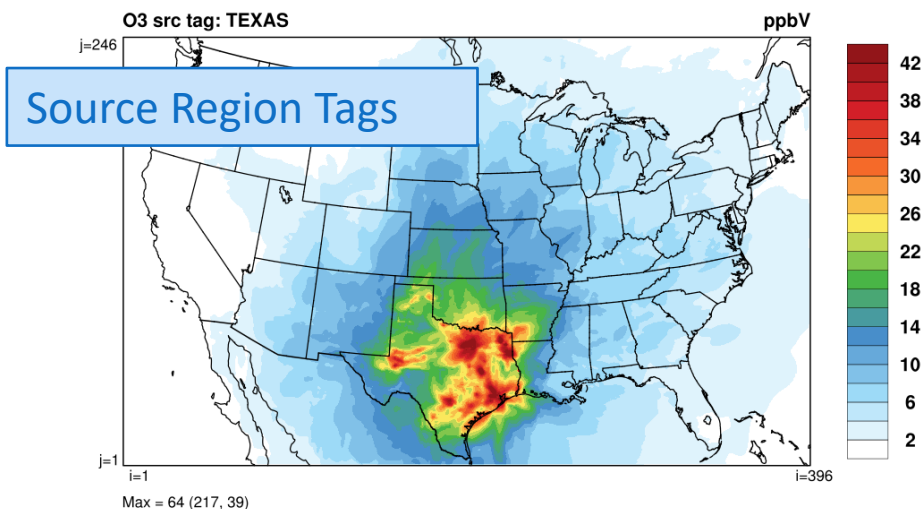 O3 src tag: TEXAS
ppbV
j=246
Source Region Tags
42
38
34
30
26
22
18
14
10
6
2
j=1
i=1
i=396
Max = 64 (217, 39)